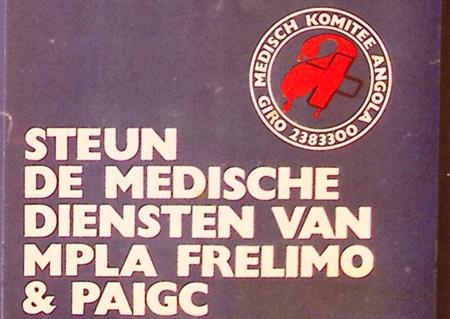 MEDISCH KOMITEE ANGOLA
GIRO 2383300
STEUN
DE MEDISCHE
DIENSTEN VAN
MPLA FRELIMO
& PAIGC